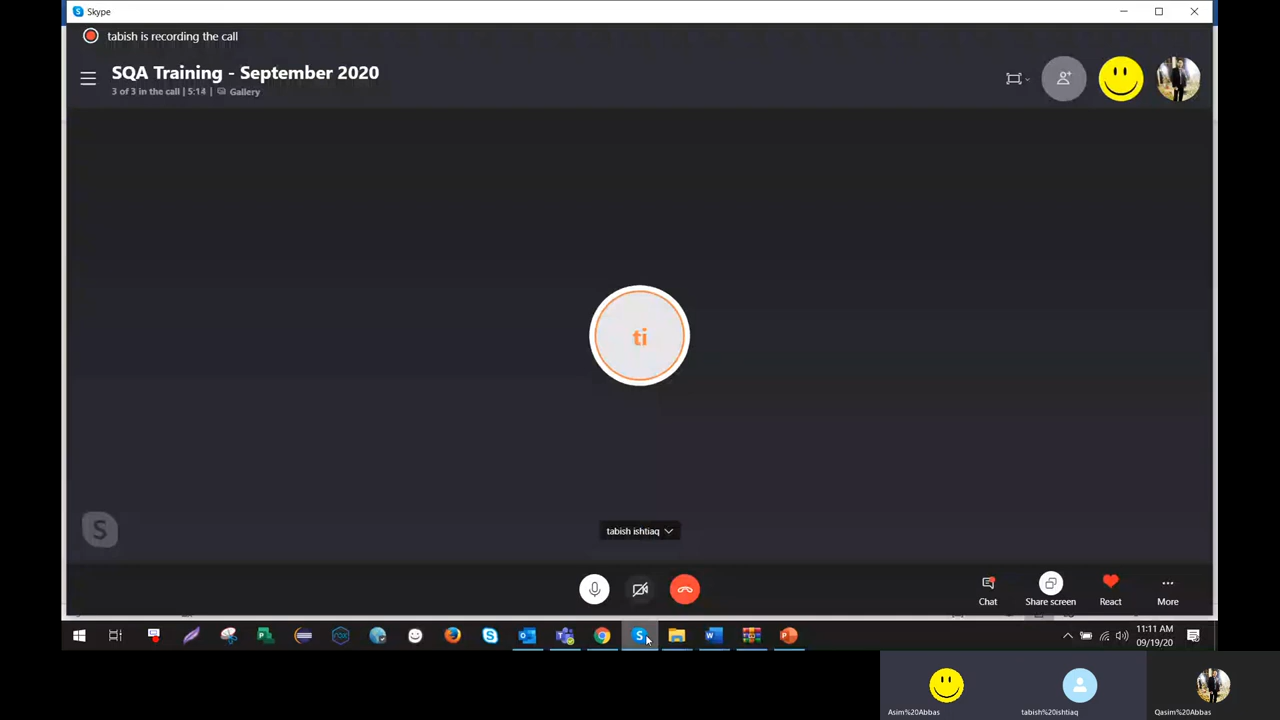 Skype
tabish is recording the call
SQA Training - September 2020
3 of 3 in the call | 5:14 | Gallery
ti
tabish ishtiaq
S
Chat
Share screen
React
More
11:11 AM
09/19/20
Asim%20Abbas
tabish%20ishtiaq
Qasim%20Abbas